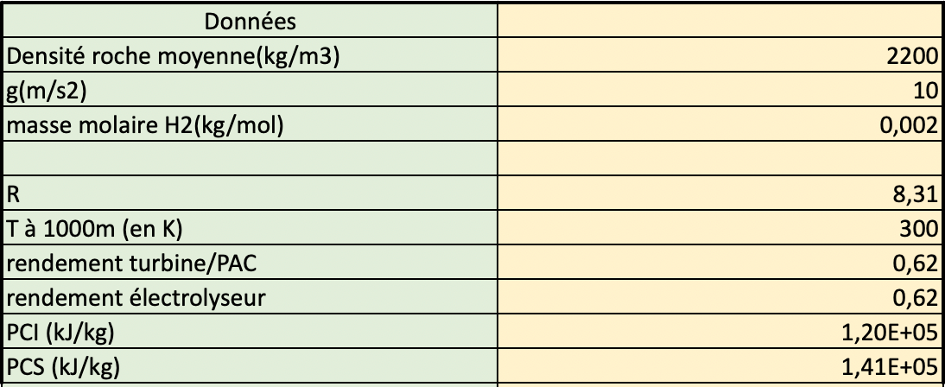 Données
Densité roche moyenne(kg/m3) 2200
g(m/s2) 10
masse molaire H2(kg/mol) 0,002
R 8,31
T à 1000m (en K) 300
rendement turbine/PAC 0,62
rendement électrolyseur 0,62
PCI (kJ/kg) 1,20E+05
PCS (kJ/kg) 1,41E+05